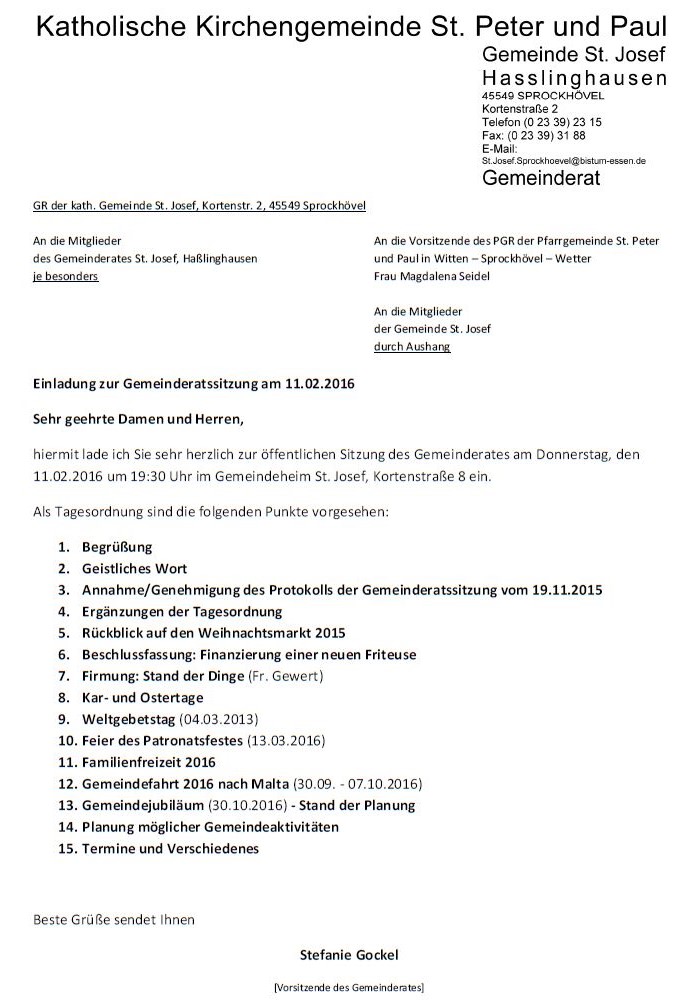 Katholische Kirchengemeinde St. Peter und Paul
Gemeinde St. Josef
Hasslinghausen
45549 SPROCKHÖVEL
Kortenstraße 2
Telefon (0 23 39) 23 15
Fax: (0 23 39) 31 88
E-Mail:
St.Josef.Sprockhoevel@bistum-essen.de
Gemeinderat
GR der kath. Gemeinde St. Josef, Kortenstr. 2, 45549 Sprockhövel
An die Mitglieder
des Gemeinderates St. Josef, Haßlinghausen
je besonders
An die Vorsitzende des PGR der Pfarrgemeinde St. Peter
und Paul in Witten – Sprockhövel – Wetter
Frau Magdalena Seidel
An die Mitglieder
der Gemeinde St. Josef
durch Aushang
Einladung zur Gemeinderatssitzung am 11.02.2016
Sehr geehrte Damen und Herren,
hiermit lade ich Sie sehr herzlich zur öffentlichen Sitzung des Gemeinderates am Donnerstag, den
11.02.2016 um 19:30 Uhr im Gemeindeheim St. Josef, Kortenstraße 8 ein.
Als Tagesordnung sind die folgenden Punkte vorgesehen:
1. Begrüßung
2. Geistliches Wort
3. Annahme/Genehmigung des Protokolls der Gemeinderatssitzung vom 19.11.2015
4. Ergänzungen der Tagesordnung
5. Rückblick auf den Weihnachtsmarkt 2015
6. Beschlussfassung: Finanzierung einer neuen Friteuse
7. Firmung: Stand der Dinge (Fr. Gewert)
8. Kar- und Ostertage
9. Weltgebetstag (04.03.2013)
10. Feier des Patronatsfestes (13.03.2016)
11. Familienfreizeit 2016
12. Gemeindefahrt 2016 nach Malta (30.09. - 07.10.2016)
13. Gemeindejubiläum (30.10.2016) - Stand der Planung
14. Planung möglicher Gemeindeaktivitäten
15. Termine und Verschiedenes
Beste Grüße sendet Ihnen
Stefanie Gockel
[Vorsitzende des Gemeinderates]